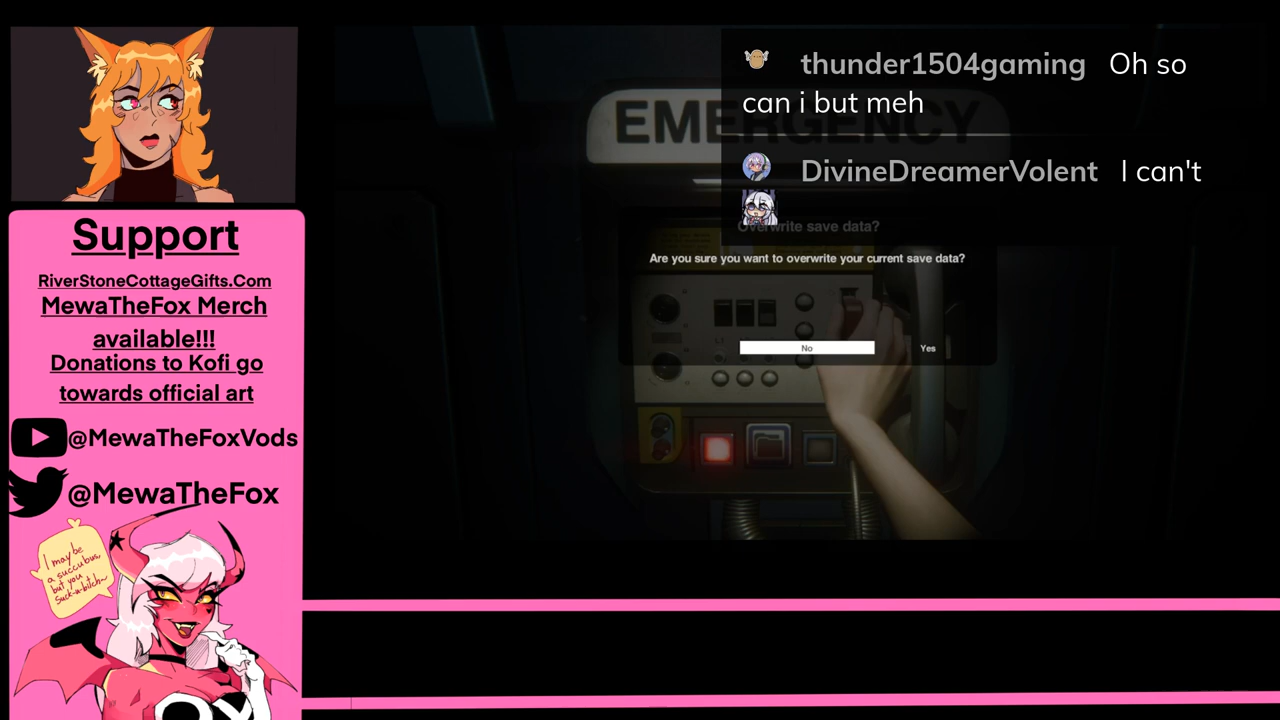 Support
RiverStoneCottageGifts.Com
MewaTheFox Merch
available!!!
Donations to Kofi go
towards official art
@MewaTheFoxVods
@MewaTheFox
I maybe
a succubus,
but you
suck-a-bitch~
thunder1504gaming Oh so
can i but meh
EMERGENCY
DivineDreamerVolent I can't
Overwrite save data?
Are you sure you want to overwrite your current save data?
No Yes